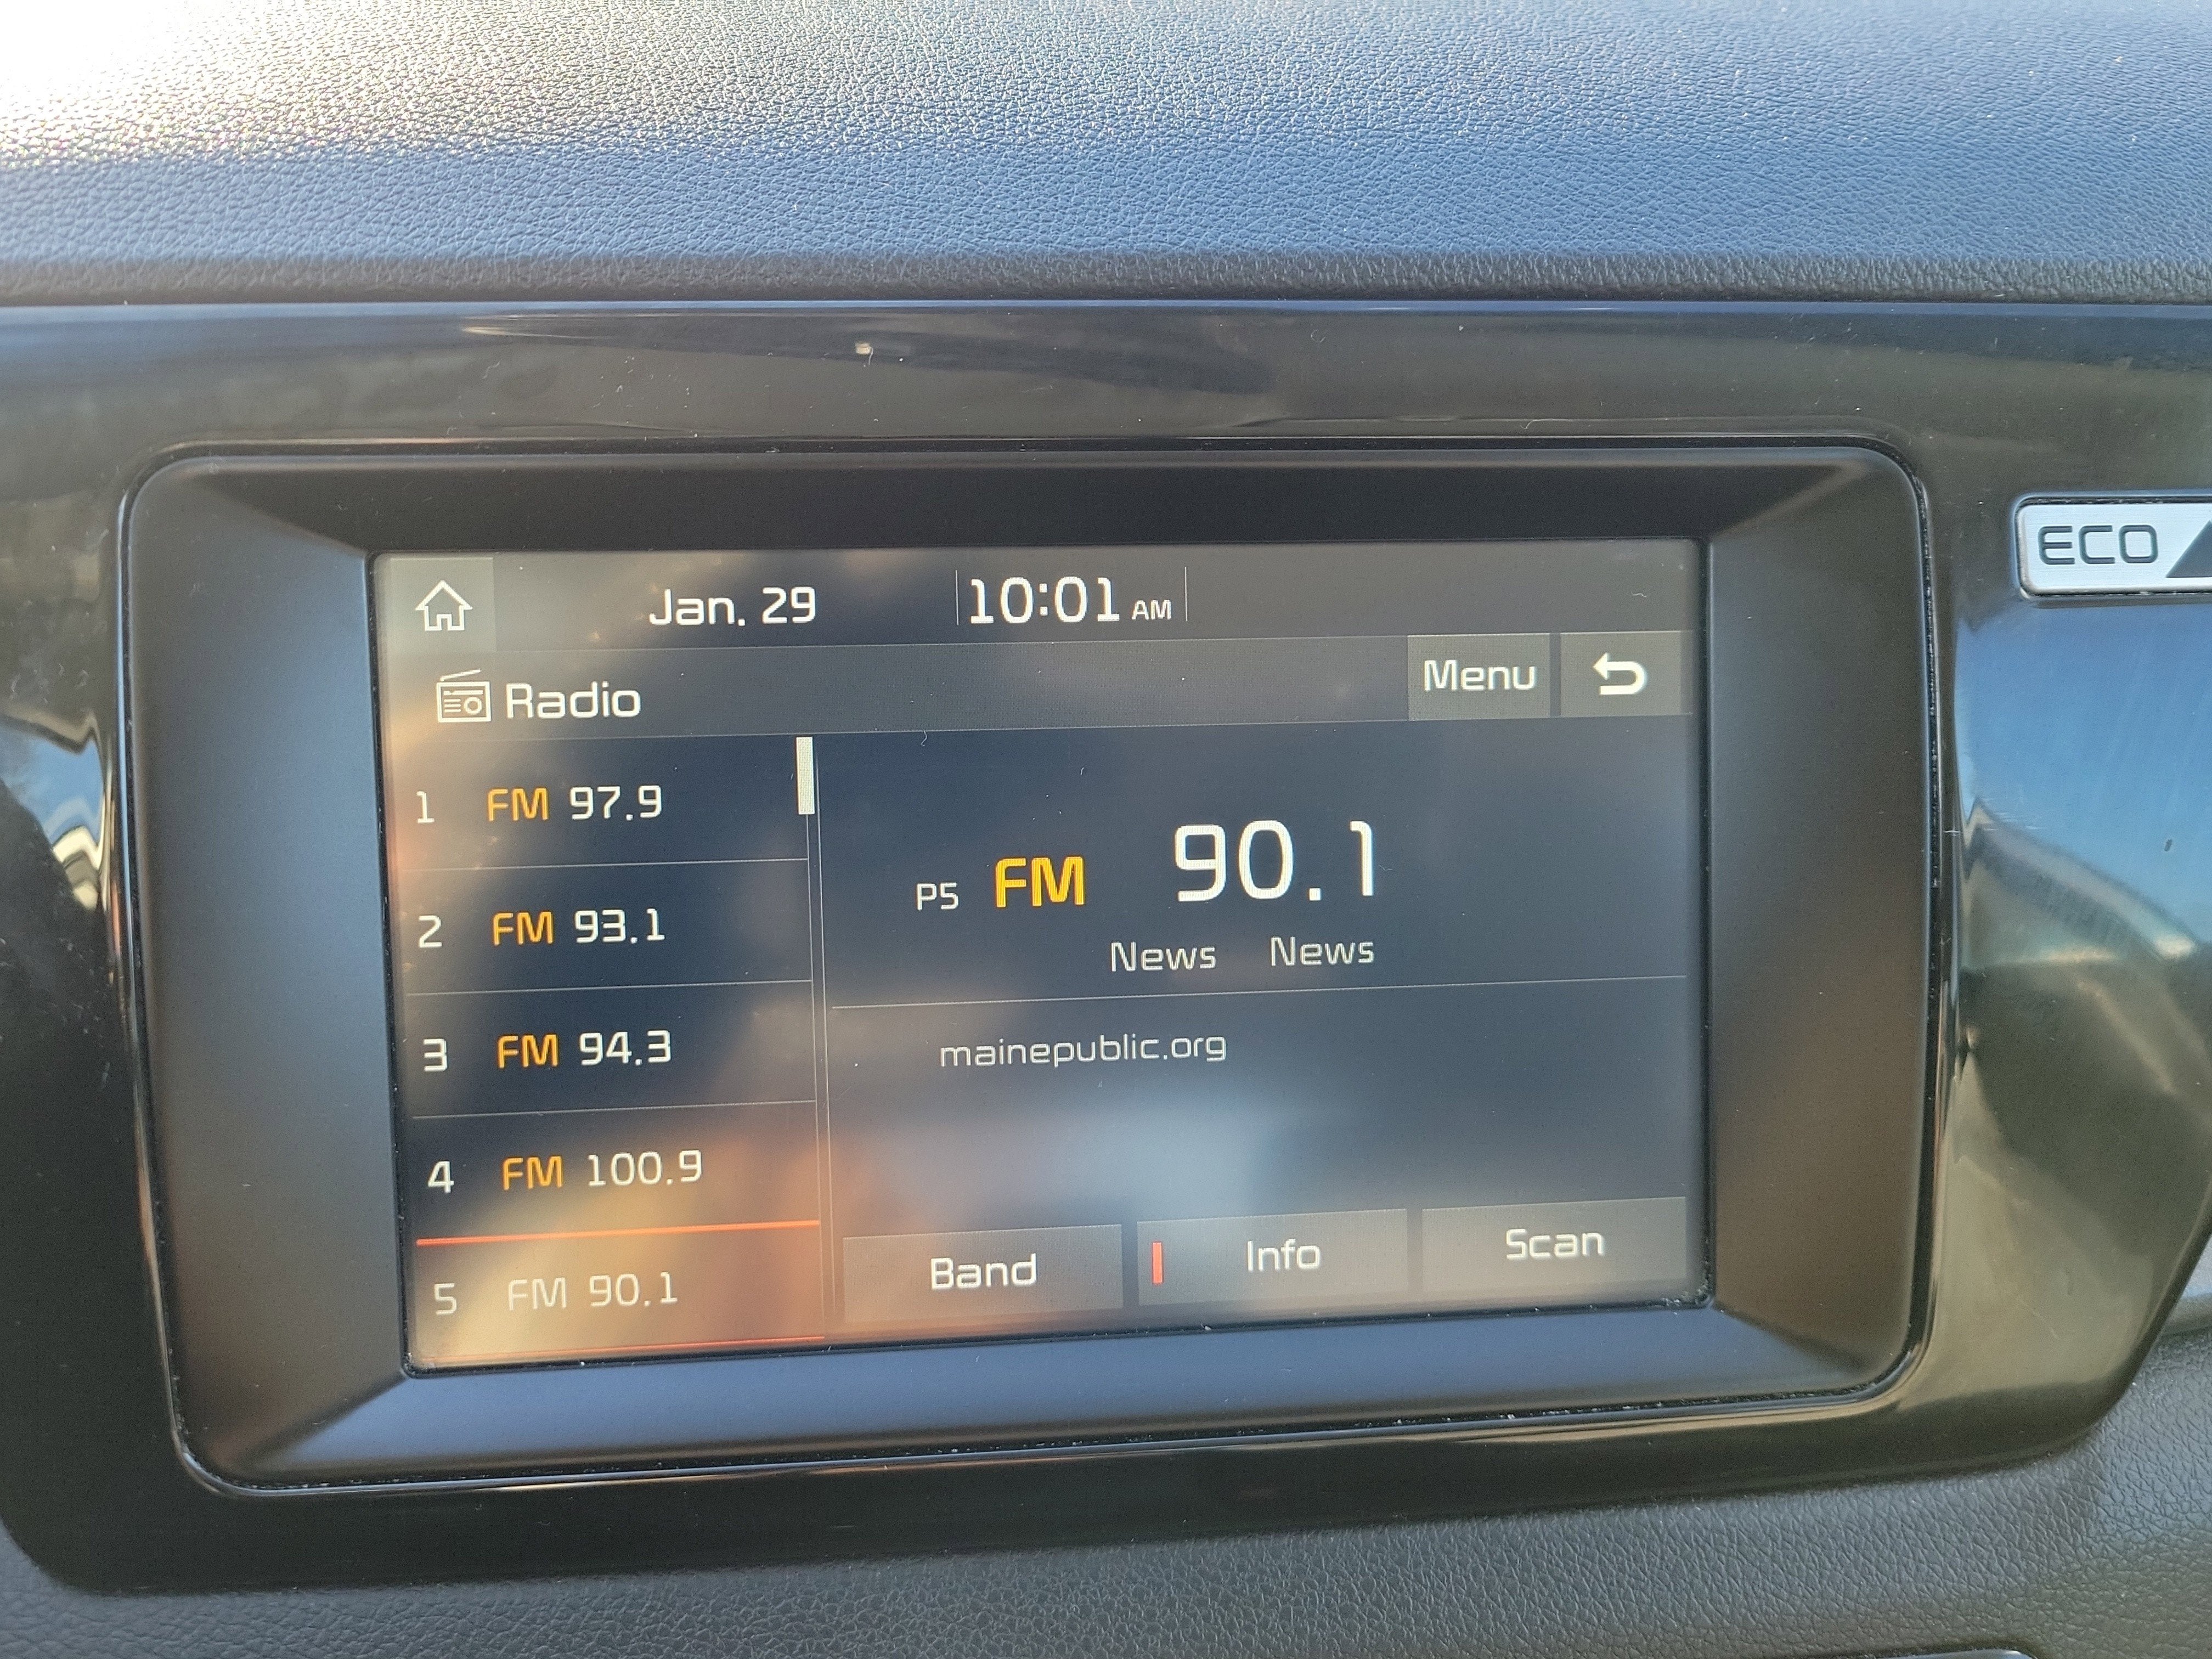 Jan. 29 10:01 AM
ECO
Radio Menu
1 FM 97.9
2 FM 93.1
3 FM 94.3
4 FM 100.9
5 FM 90.1
P5 FM 90.1
News News
mainepublic.org
Band Info Scan